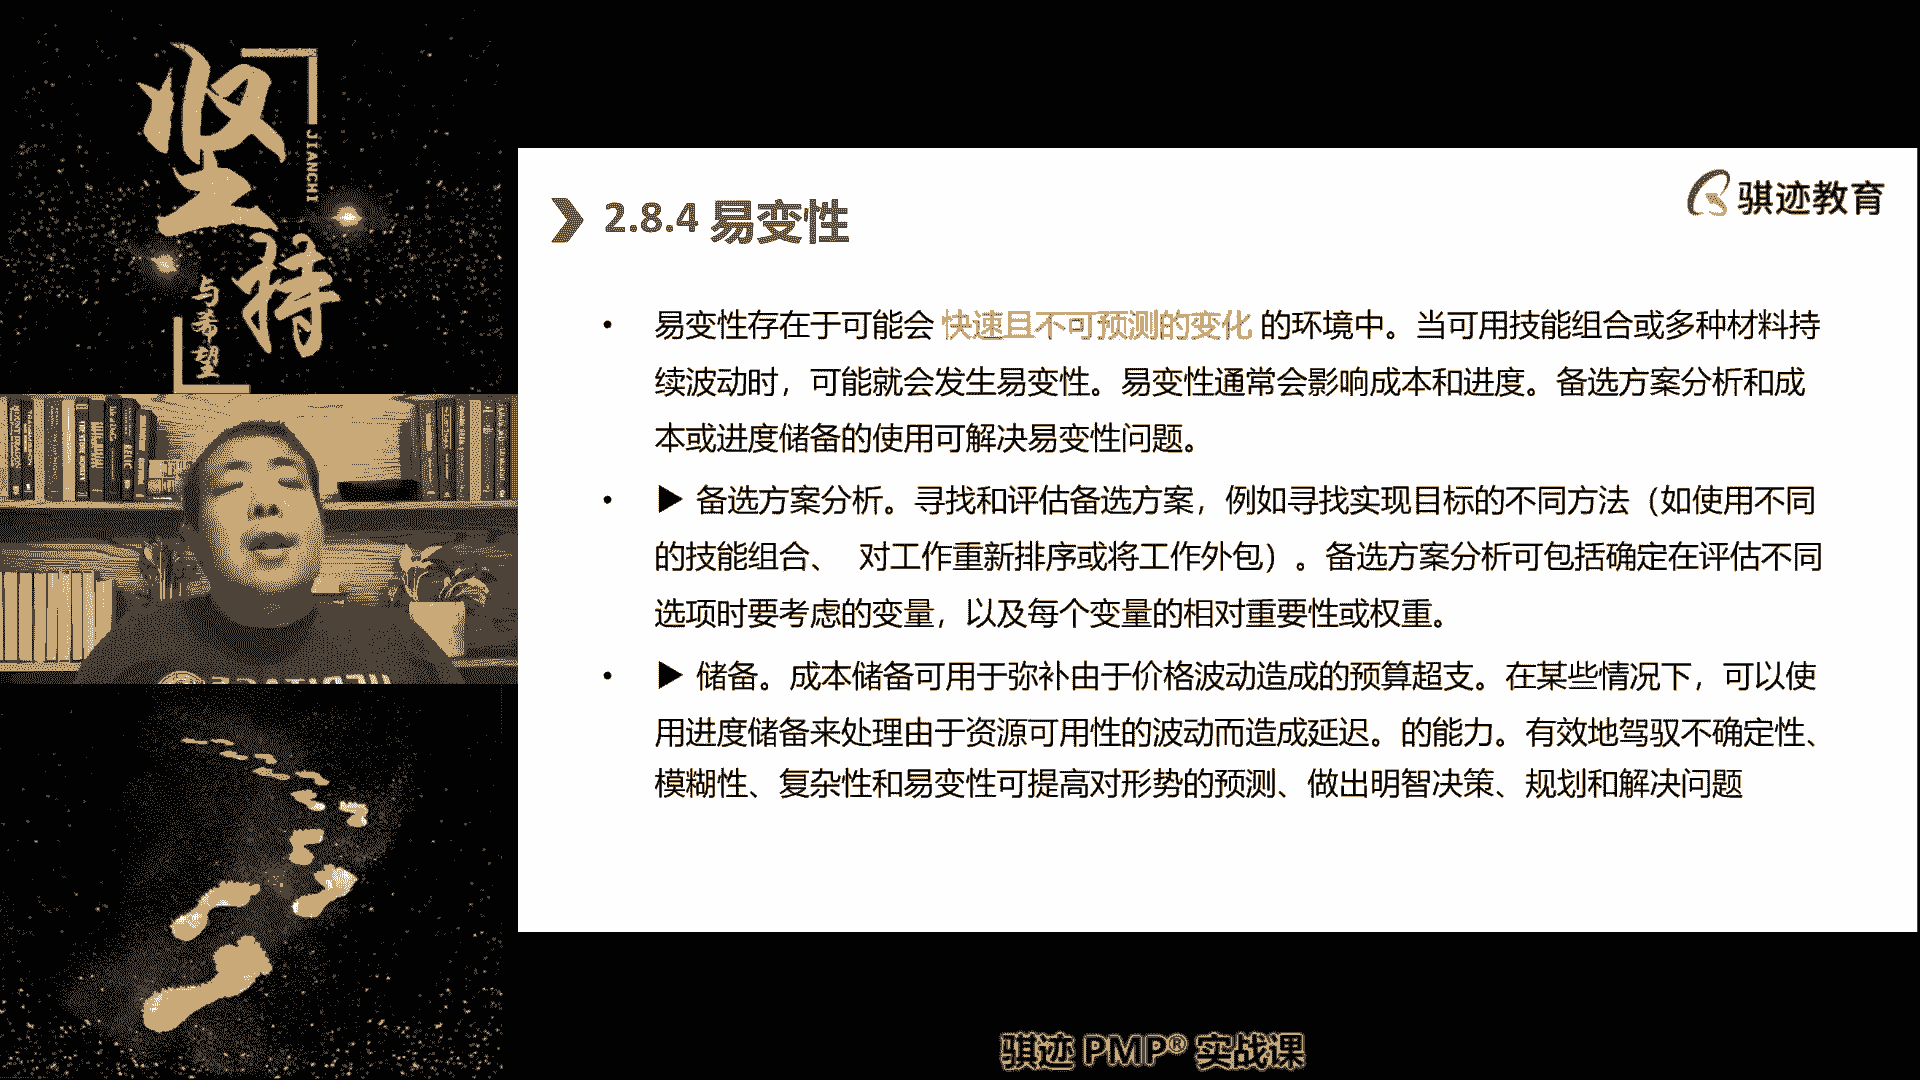 坚
持
JIANCHI
与希望
2.8.4 易变性
骐迹教育
• 易变性存在于可能会 快速且不可预测的变化 的环境中。当可用技能组合或多种材料持
续波动时，可能就会发生易变性。易变性通常会影响成本和进度。备选方案分析和成
本或进度储备的使用可解决易变性问题。
• ▶ 备选方案分析。寻找和评估备选方案，例如寻找实现目标的不同方法（如使用不同
的技能组合、 对工作重新排序或将工作外包）。备选方案分析可包括确定在评估不同
选项时要考虑的变量，以及每个变量的相对重要性或权重。
• ▶ 储备。成本储备可用于弥补由于价格波动造成的预算超支。在某些情况下，可以使
用进度储备来处理由于资源可用性的波动而造成延迟。的能力。有效地驾驭不确定性、
模糊性、复杂性和易变性可提高对形势的预测、做出明智决策、规划和解决问题
骐迹 PMP® 实战课